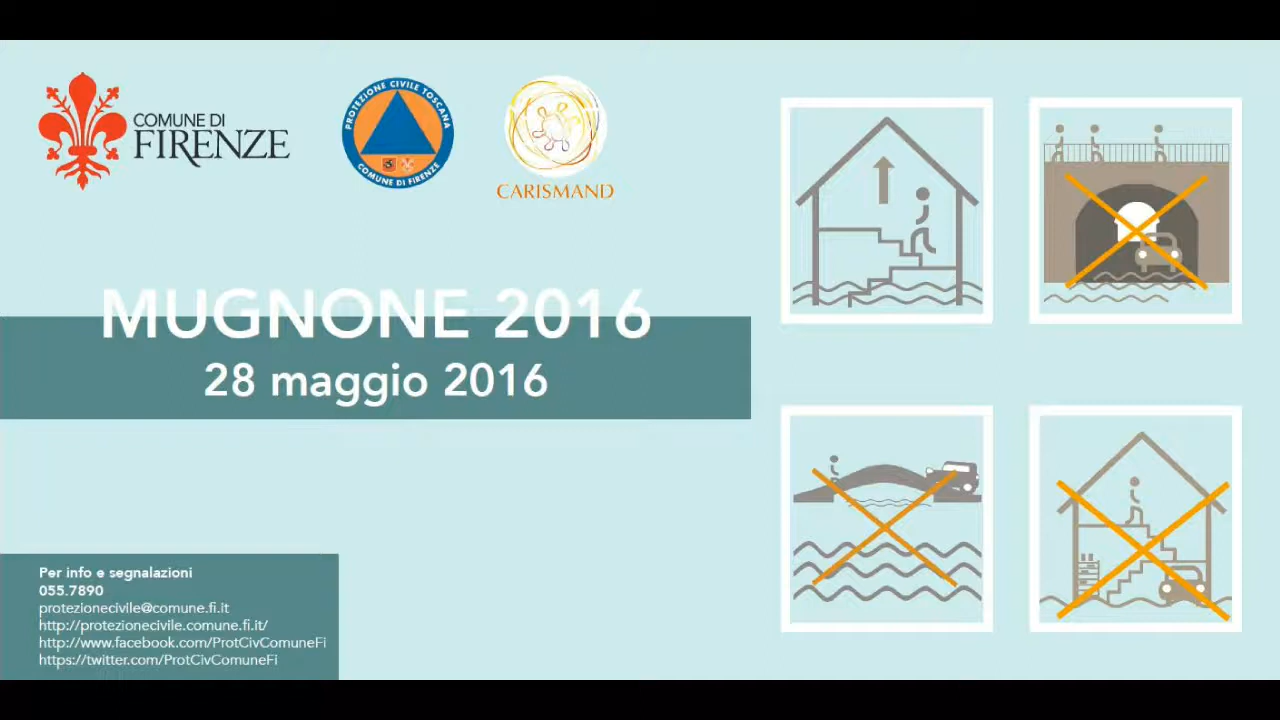 COMUNE DI
FIRENZE
PROTEZIONE CIVILE TOSCANA
COMUNE DI FIRENZE
CARISMAND
MUGNONE 2016
28 maggio 2016
Per info e segnalazioni
055.7890
protezionecivile@comune.fi.it
http://protezionecivile.comune.fi.it/
http://www.facebook.com/ProtCivComuneFi
https://twitter.com/ProtCivComuneFi